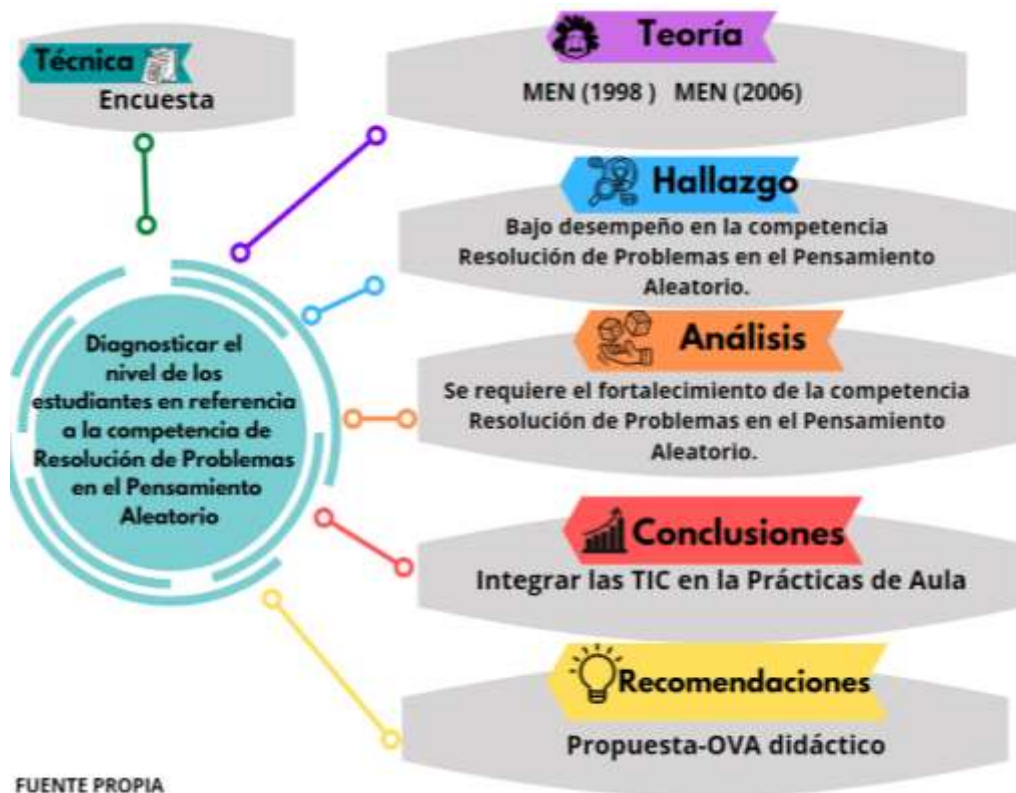 Técnica
Encuesta
Teoría
MEN (1998 ) MEN (2006)
Hallazgo
Bajo desempeño en la competencia
Resolución de Problemas en el Pensamiento
Aleatorio.
Diagnosticar el
nivel de los
estudiantes en referencia
a la competencia de
Resolución de Problemas
en el Pensamiento
Aleatorio
Análisis
Se requiere el fortalecimiento de la competencia
Resolución de Problemas en el Pensamiento
Aleatorio.
Conclusiones
Integrar las TIC en la Prácticas de Aula
Recomendaciones
Propuesta-OVA didáctico
FUENTE PROPIA